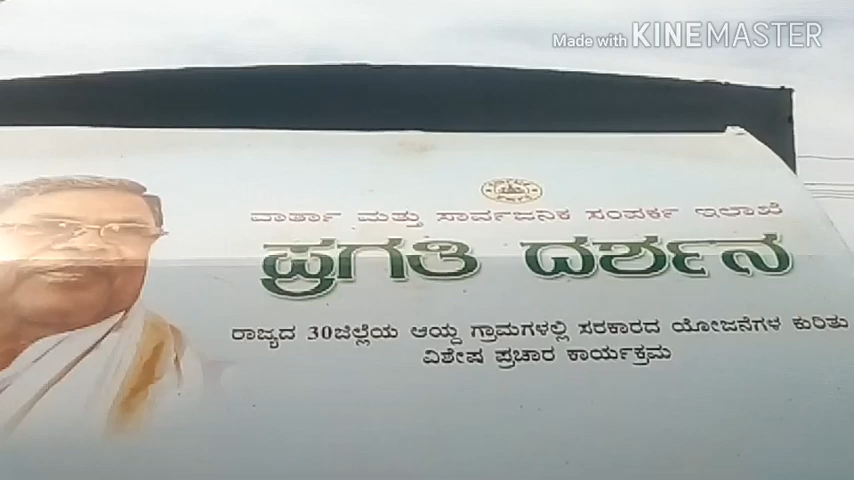 Made with KINEMASTER
ವಾರ್ತಾ ಮತ್ತು ಸಾರ್ವಜನಿಕ ಸಂಪರ್ಕ ಇಲಾಖೆ
ಪ್ರಗತಿ ದರ್ಶನ
ರಾಜ್ಯದ 30ಜಿಲ್ಲೆಯ ಆಯ್ದ ಗ್ರಾಮಗಳಲ್ಲಿ ಸರಕಾರದ ಯೋಜನೆಗಳ ಕುರಿತು
ವಿಶೇಷ ಪ್ರಚಾರ ಕಾರ್ಯಕ್ರಮ